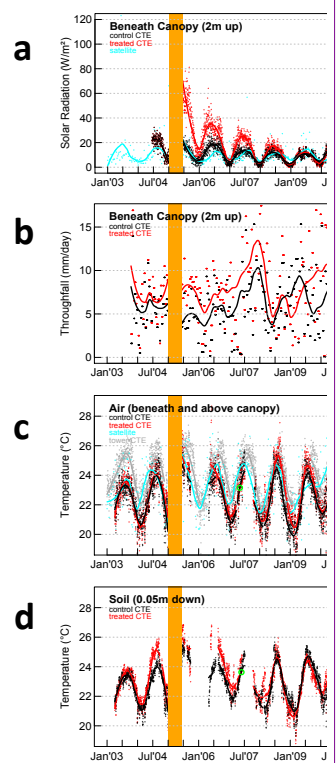 a
Beneath Canopy (2m up)
control CTE
treated CTE
satellite
Solar Radiation (W/m²)
120
100
80
60
40
20
0
Jan'03 Jul'04 Jan'06 Jul'07 Jan'09 J
b
Beneath Canopy (2m up)
control CTE
treated CTE
Throughfall (mm/day)
15
10
5
0
Jan'03 Jul'04 Jan'06 Jul'07 Jan'09 J
c
Air (beneath and above canopy)
control CTE
treated CTE
satellite
tower CTE
Temperature (°C)
28
26
24
22
20
Jan'03 Jul'04 Jan'06 Jul'07 Jan'09 J
d
Soil (0.05m down)
control CTE
treated CTE
Temperature (°C)
28
26
24
22
20
Jan'03 Jul'04 Jan'06 Jul'07 Jan'09 J